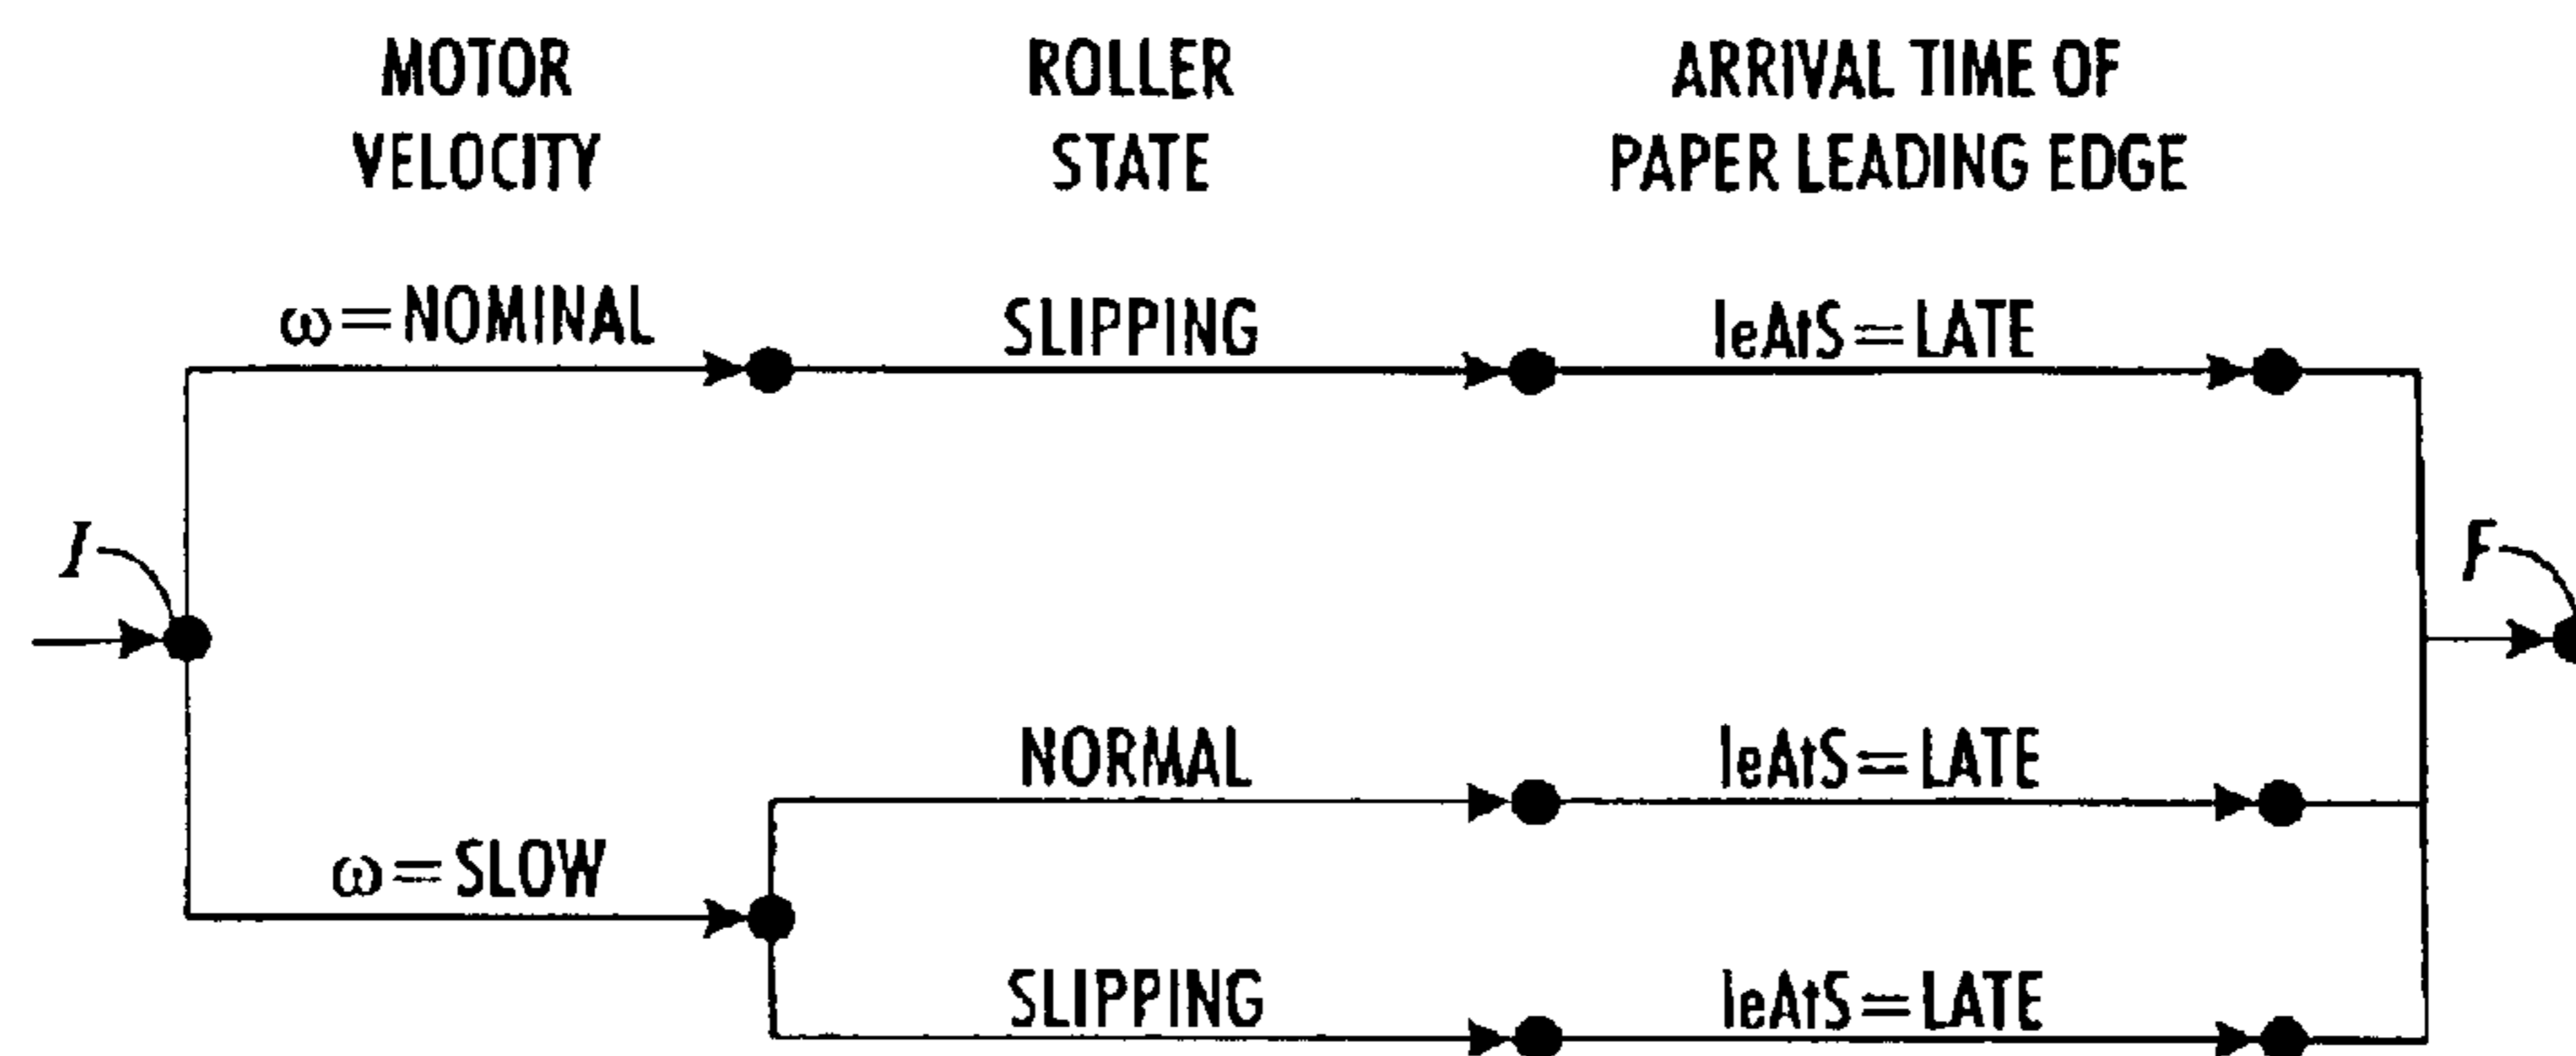 MOTOR
VELOCITY
ROLLER
STATE
ARRIVAL TIME OF
PAPER LEADING EDGE
ω=NOMINAL
SLIPPING
leAtS=LATE
I
F
NORMAL
leAtS=LATE
ω=SLOW
SLIPPING
leAtS=LATE